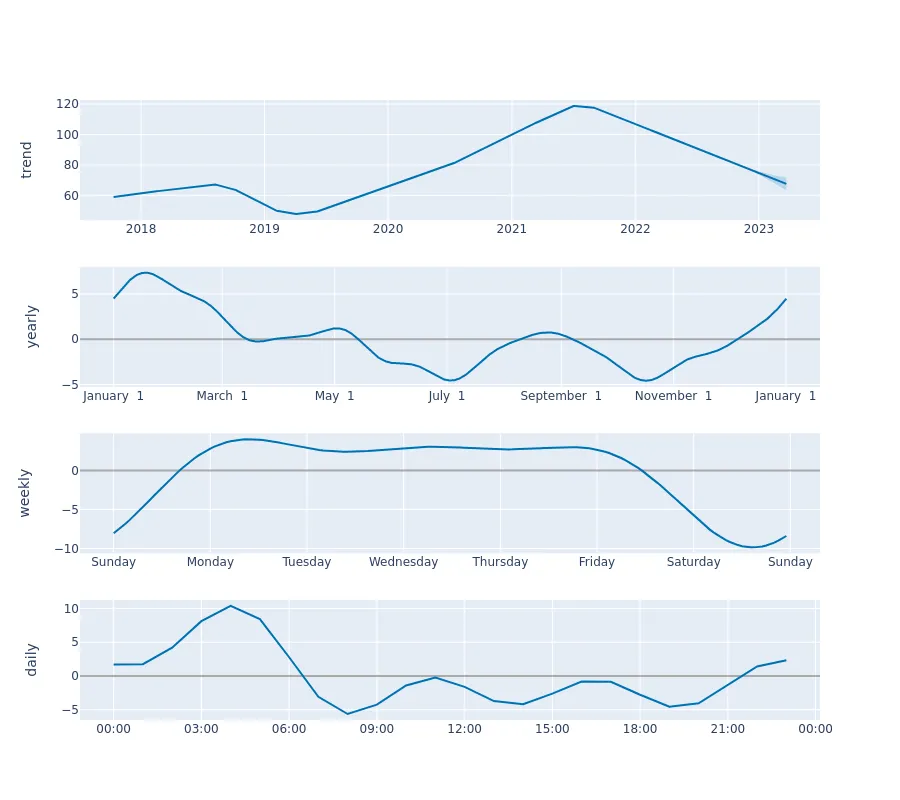 trend
120
100
80
60
2018 2019 2020 2021 2022 2023
yearly
5
0
−5
January 1 March 1 May 1 July 1 September 1 November 1 January 1
weekly
0
−5
−10
Sunday Monday Tuesday Wednesday Thursday Friday Saturday Sunday
daily
10
5
0
−5
00:00 03:00 06:00 09:00 12:00 15:00 18:00 21:00 00:00